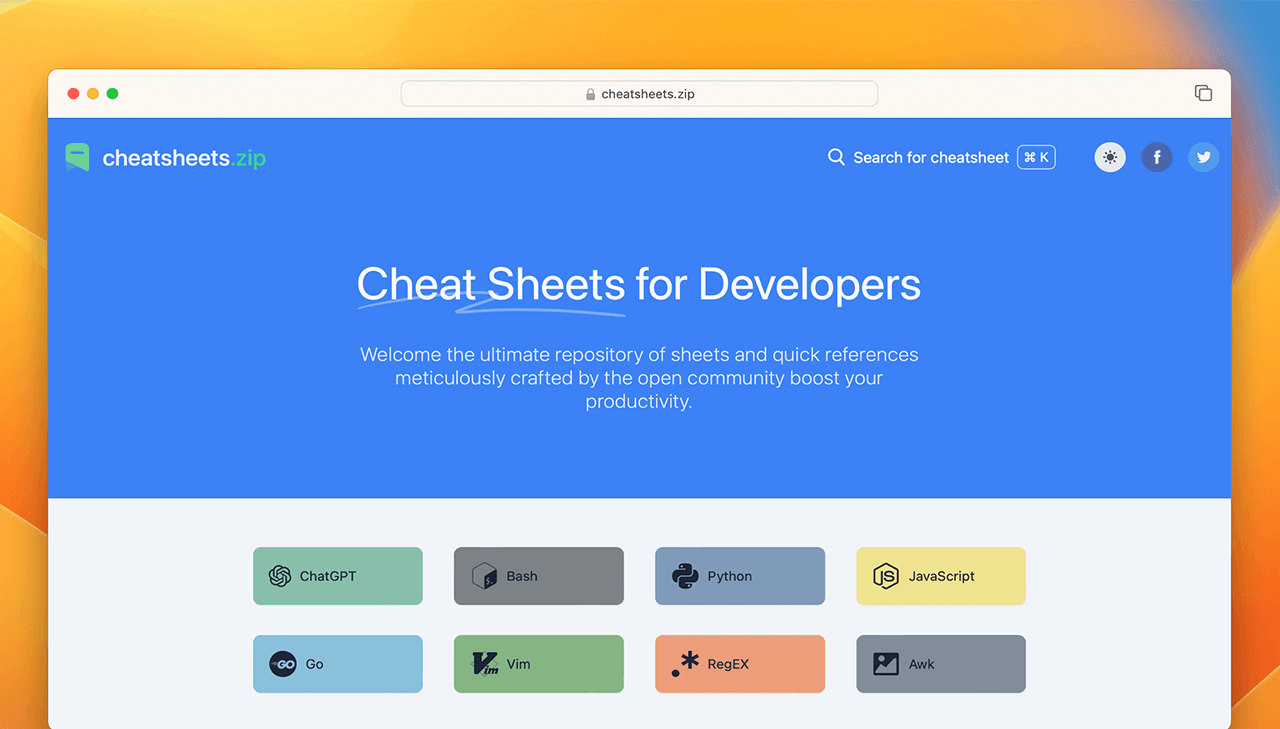 cheatsheets.zip
cheatsheets.zip
Search for cheatsheet ⌘ K
f
Cheat Sheets for Developers
Welcome the ultimate repository of sheets and quick references
meticulously crafted by the open community boost your
productivity.
ChatGPT
Bash
Python
JS JavaScript
GO Go
Vim Vim
RegEX
Awk